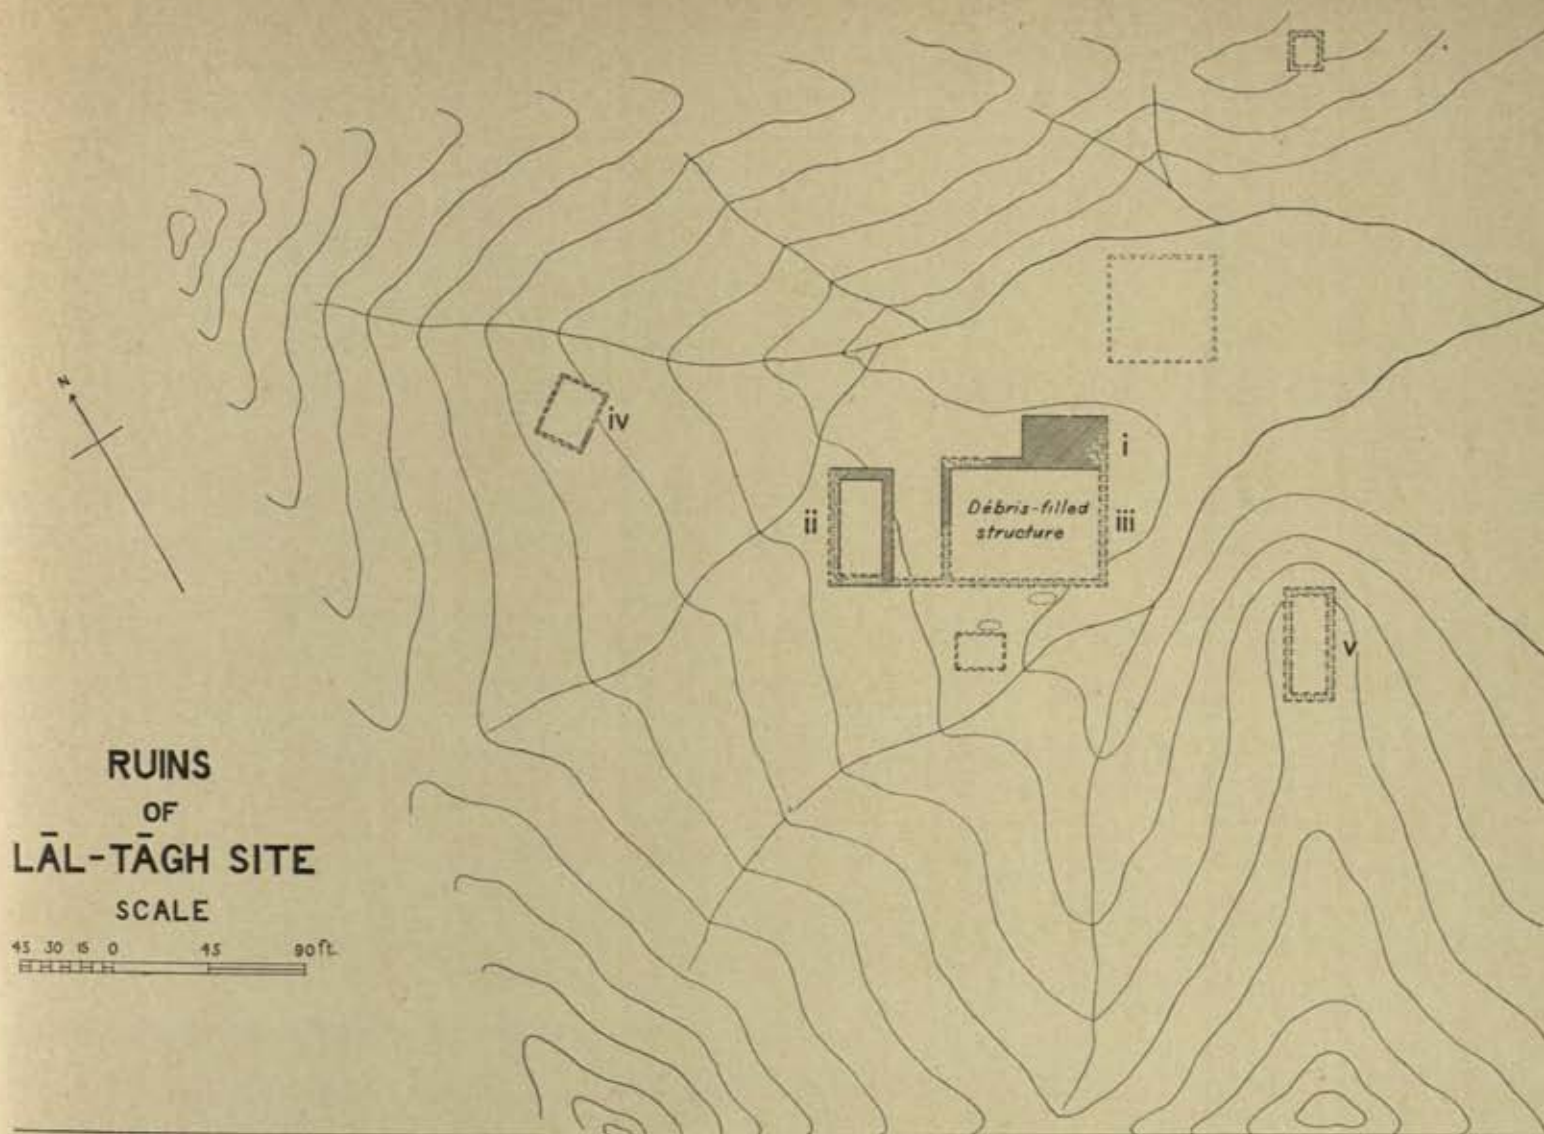 N
iv
i
ii
Débris-filled
structure
iii
v
RUINS
OF
LĀL-TĀGH SITE
SCALE
45 30 15 0 45 90 ft.